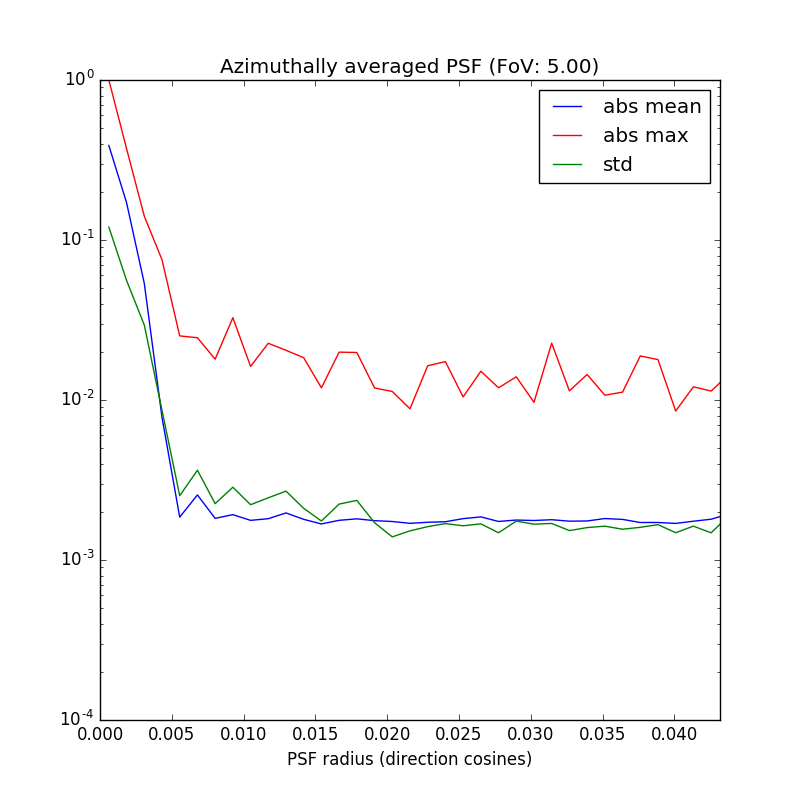 Azimuthally averaged PSF (FoV: 5.00)
10^0
10^-1
10^-2
10^-3
10^-4
abs mean
abs max
std
0.000 0.005 0.010 0.015 0.020 0.025 0.030 0.035 0.040
PSF radius (direction cosines)